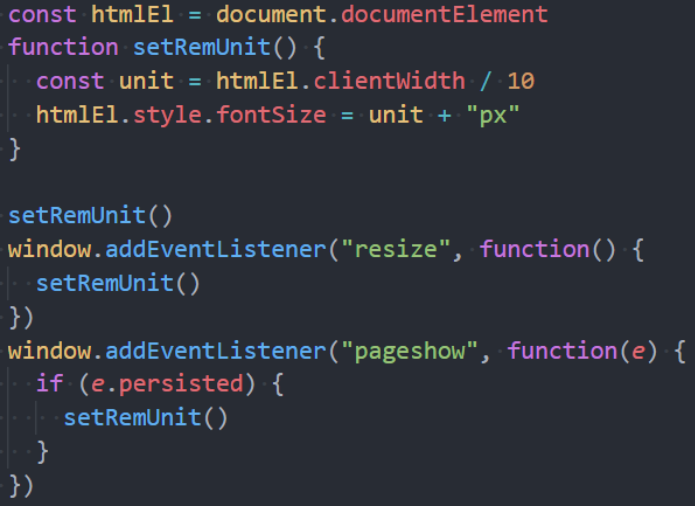 const htmlEl = document.documentElement
function setRemUnit() {
  const unit = htmlEl.clientWidth / 10
  htmlEl.style.fontSize = unit + "px"
}

setRemUnit()
window.addEventListener("resize", function() {
  setRemUnit()
})
window.addEventListener("pageshow", function(e) {
  if (e.persisted) {
    setRemUnit()
  }
})